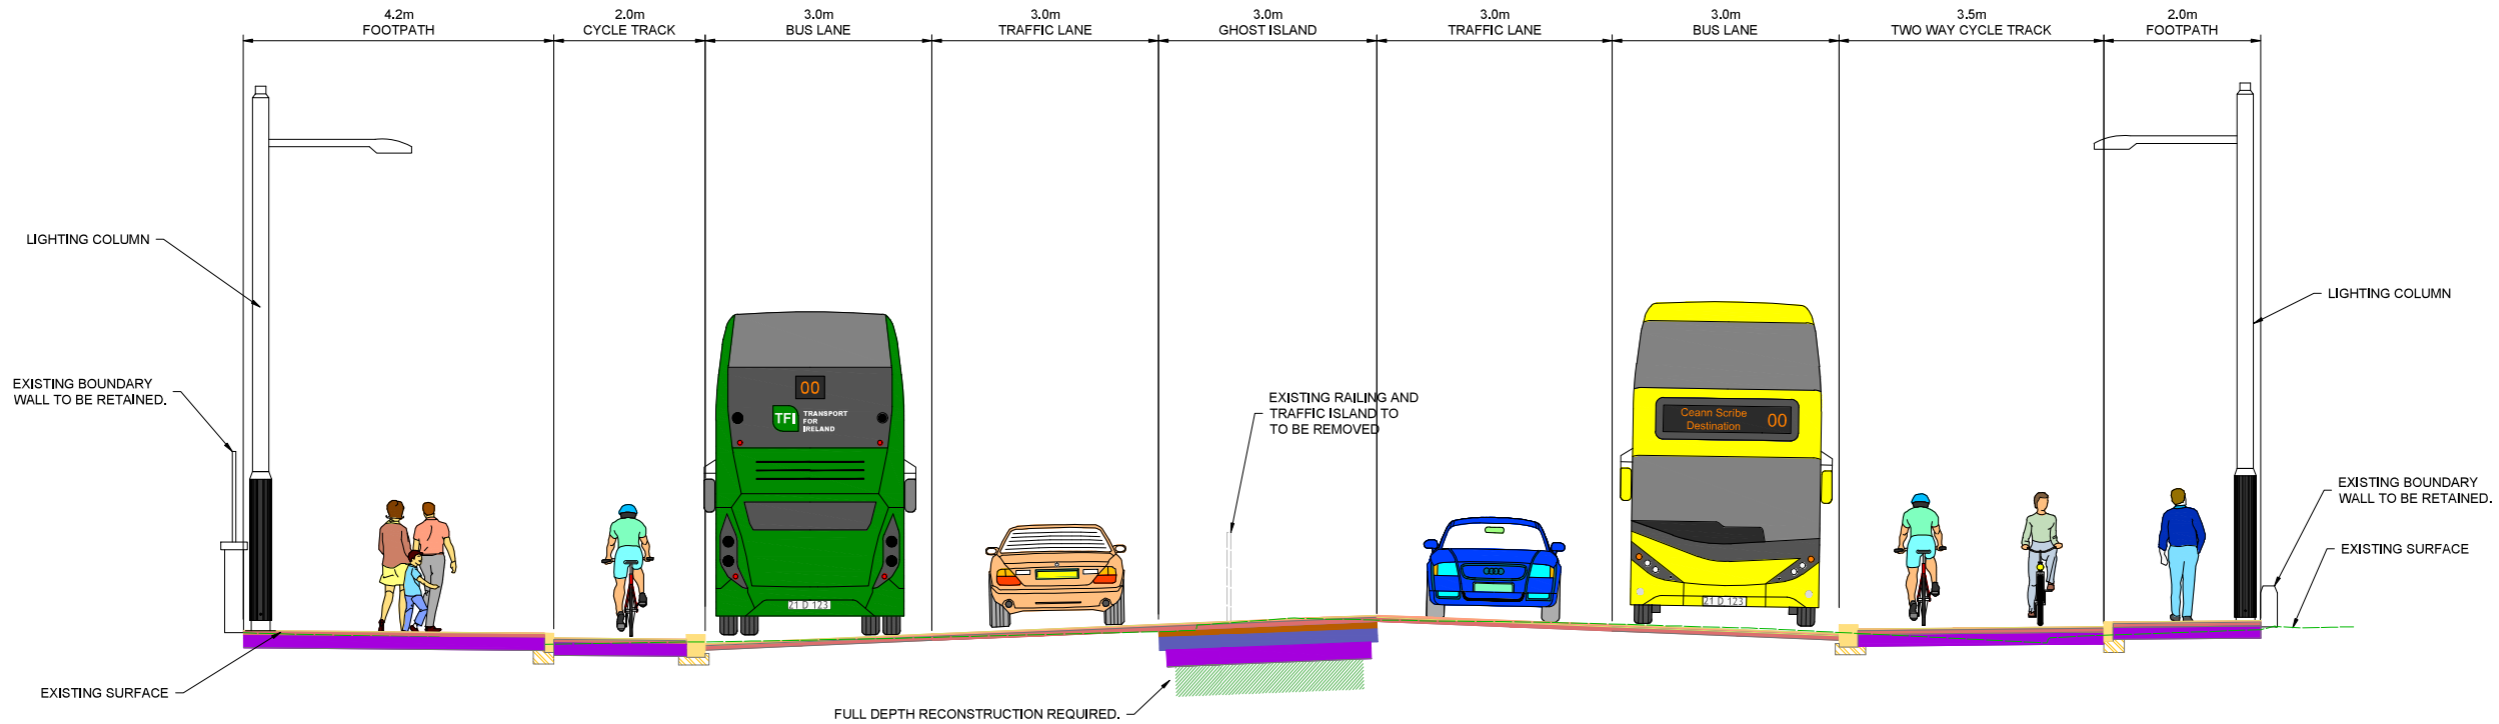 4.2m
FOOTPATH
2.0m
CYCLE TRACK
3.0m
BUS LANE
3.0m
TRAFFIC LANE
3.0m
GHOST ISLAND
3.0m
TRAFFIC LANE
3.0m
BUS LANE
3.5m
TWO WAY CYCLE TRACK
2.0m
FOOTPATH
LIGHTING COLUMN
LIGHTING COLUMN
EXISTING BOUNDARY
WALL TO BE RETAINED.
00
TFI
TRANSPORT
FOR
IRELAND
EXISTING RAILING AND
TRAFFIC ISLAND TO
TO BE REMOVED
Ceann Scribe
Destination
00
EXISTING BOUNDARY
WALL TO BE RETAINED.
EXISTING SURFACE
21 D 123
21 D 123
EXISTING SURFACE
FULL DEPTH RECONSTRUCTION REQUIRED.